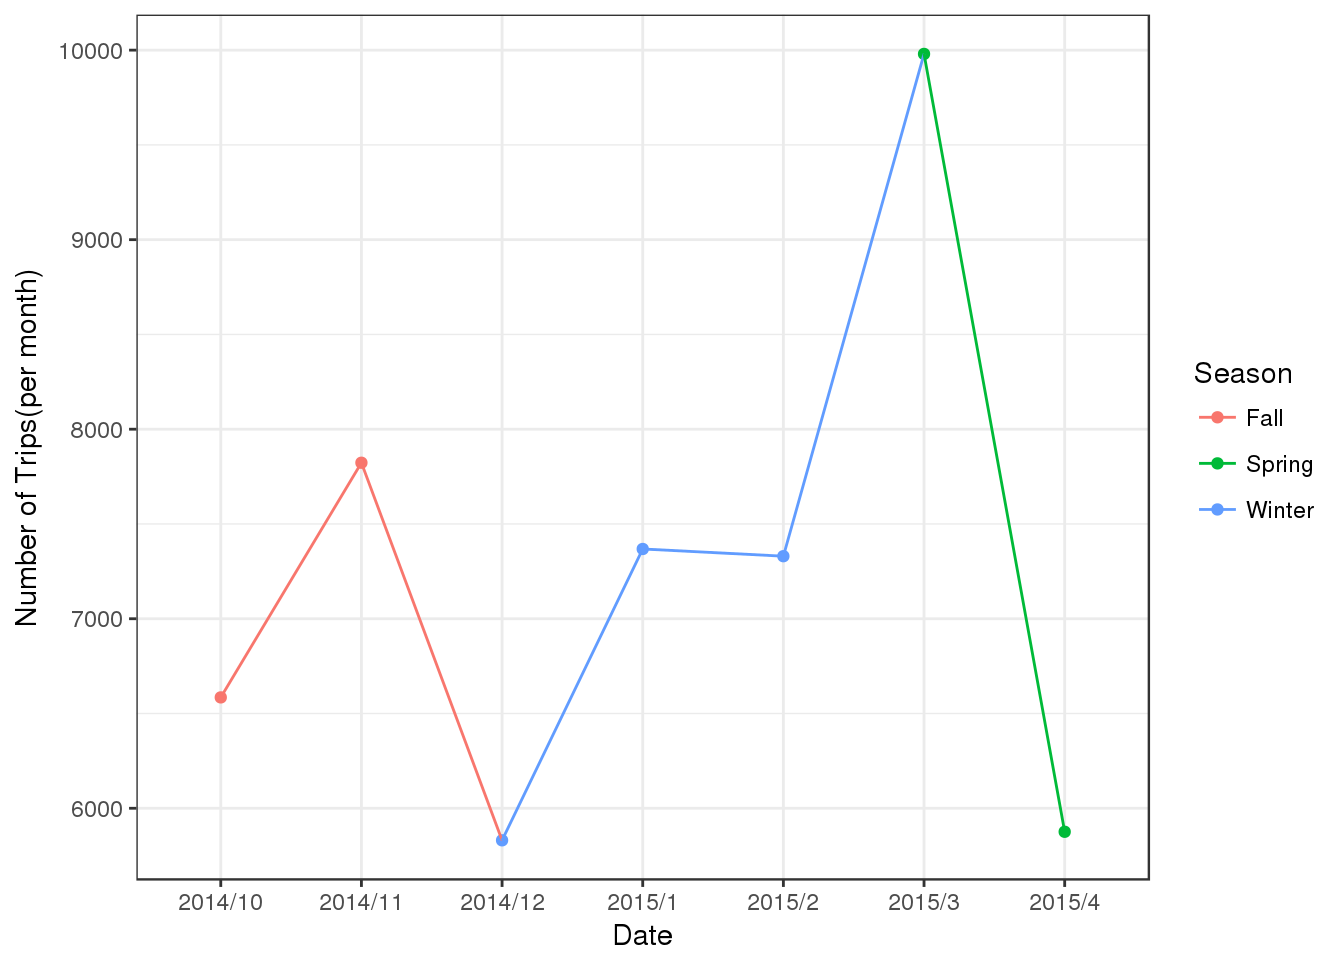 10000
9000
8000
7000
6000
Number of Trips(per month)
2014/10 2014/11 2014/12 2015/1 2015/2 2015/3 2015/4
Date
Season
Fall
Spring
Winter